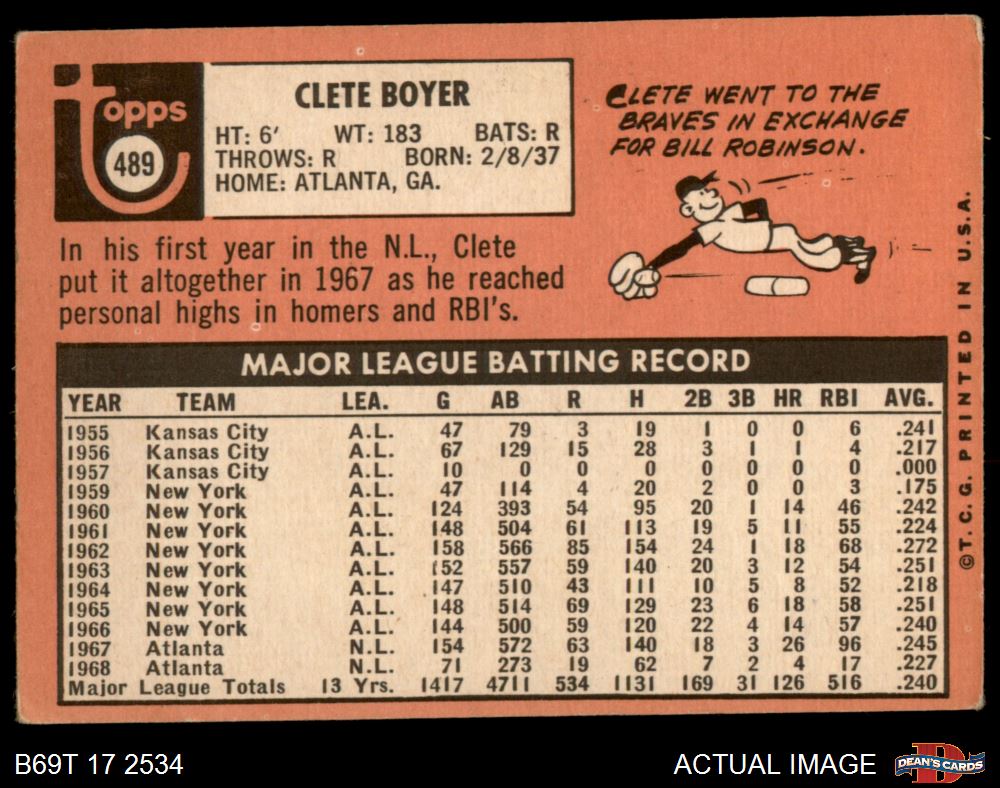 Topps
489
CLETE BOYER
HT: 6' WT: 183 BATS: R
THROWS: R BORN: 2/8/37
HOME: ATLANTA, GA.
CLETE WENT TO THE
BRAVES IN EXCHANGE
FOR BILL ROBINSON.
In his first year in the N.L., Clete
put it altogether in 1967 as he reached
personal highs in homers and RBI's.
MAJOR LEAGUE BATTING RECORD
YEAR TEAM LEA. G AB R H 2B 3B HR RBI AVG.
1955 Kansas City A.L. 47 79 3 19 1 0 0 6 .241
1956 Kansas City A.L. 67 129 15 28 3 1 1 4 .217
1957 Kansas City A.L. 10 0 0 0 0 0 0 0 .000
1959 New York A.L. 47 114 4 20 2 0 0 3 .175
1960 New York A.L. 124 393 54 95 20 1 14 46 .242
1961 New York A.L. 148 504 61 113 19 5 11 55 .224
1962 New York A.L. 158 566 85 154 24 1 18 68 .272
1963 New York A.L. 152 557 59 140 20 3 12 54 .251
1964 New York A.L. 147 510 43 111 10 5 8 52 .218
1965 New York A.L. 148 514 69 129 23 6 18 58 .251
1966 New York A.L. 144 500 59 120 22 4 14 57 .240
1967 Atlanta N.L. 154 572 63 140 18 3 26 96 .245
1968 Atlanta N.L. 71 273 19 62 7 2 4 17 .227
Major League Totals 13 Yrs. 1417 4711 534 1131 169 31 126 516 .240
©T. C. G. PRINTED IN U.S.A.
B69T 17 2534
ACTUAL IMAGE
DEAN'S CARDS